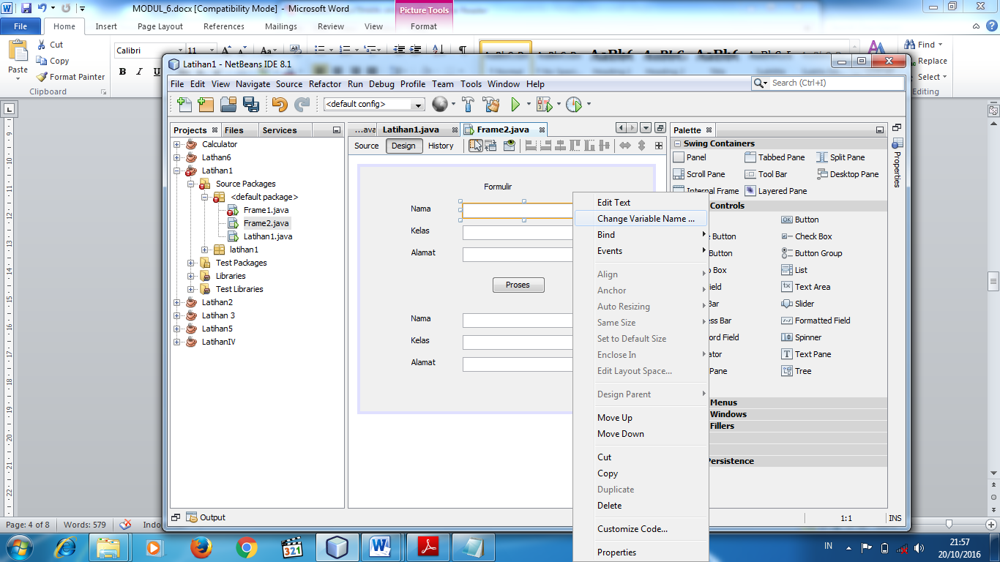 MODUL_6.docx [Compatibility Mode] - Microsoft Word
Picture Tools
File Home Insert Page Layout References Mailings Review View Format
Paste
Cut
Copy
Format Painter
Clipboard
Calibri 11
Find
Replace
Select
Editing
Latihan1 - NetBeans IDE 8.1
File Edit View Navigate Source Refactor Run Debug Profile Team Tools Window Help
Search (Ctrl+I)
<default config>
Projects Files Services
Calculator
Lathan6
Latihan1
Source Packages
<default package>
Frame1.java
Frame2.java
Latihan1.java
latihan1
Test Packages
Libraries
Test Libraries
Latihan2
Latihan 3
Latihan5
LatihanIV
...ava Latihan1.java Frame2.java
Source Design History
Formulir
Nama
Kelas
Alamat
Proses
Nama
Kelas
Alamat
Edit Text
Change Variable Name ...
Bind
Events
Align
Anchor
Auto Resizing
Same Size
Set to Default Size
Enclose In
Edit Layout Space...
Design Parent
Move Up
Move Down
Cut
Copy
Duplicate
Delete
Customize Code...
Properties
Palette
Swing Containers
Panel Tabbed Pane Split Pane
Scroll Pane Tool Bar Desktop Pane
Internal Frame Layered Pane
Controls
Button
Button Check Box
Button Button Group
Box List
ield Text Area
Bar Slider
ess Bar Formatted Field
ord Field Spinner
ator Text Pane
Pane Tree
Menus
Windows
Fillers
Persistence
Properties
Output
1:1 INS
Page: 4 of 8 Words: 579 Indo
IN
21:57
20/10/2016